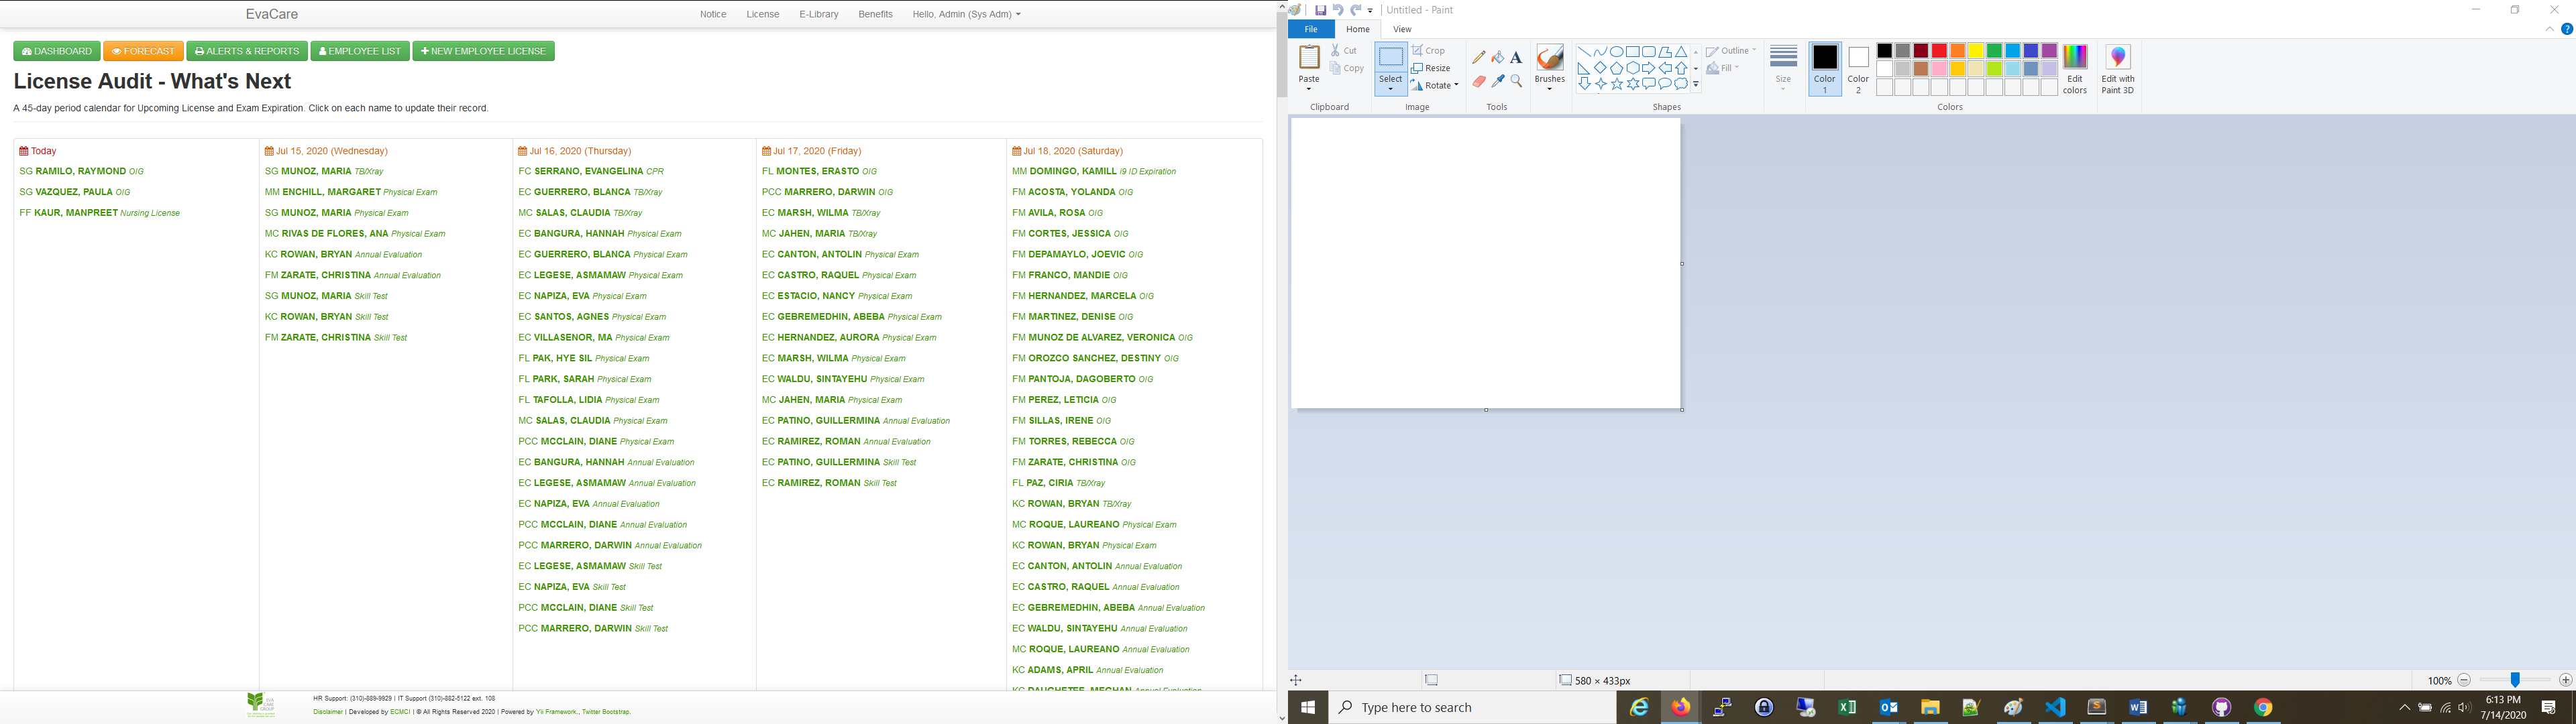 EvaCare
Notice License E-Library Benefits Hello, Admin (Sys Adm)
DASHBOARD FORECAST ALERTS & REPORTS EMPLOYEE LIST NEW EMPLOYEE LICENSE
License Audit - What's Next
A 45-day period calendar for Upcoming License and Exam Expiration. Click on each name to update their record.
Today
SG RAMILO, RAYMOND OIG
SG VAZQUEZ, PAULA OIG
FF KAUR, MANPREET Nursing License
Jul 15, 2020 (Wednesday)
SG MUNOZ, MARIA TB/Xray
MM ENCHILL, MARGARET Physical Exam
SG MUNOZ, MARIA Physical Exam
MC RIVAS DE FLORES, ANA Physical Exam
KC ROWAN, BRYAN Annual Evaluation
FM ZARATE, CHRISTINA Annual Evaluation
SG MUNOZ, MARIA Skill Test
KC ROWAN, BRYAN Skill Test
FM ZARATE, CHRISTINA Skill Test
Jul 16, 2020 (Thursday)
FC SERRANO, EVANGELINA CPR
EC GUERRERO, BLANCA TB/Xray
MC SALAS, CLAUDIA TB/Xray
EC BANGURA, HANNAH Physical Exam
EC GUERRERO, BLANCA Physical Exam
EC LEGESE, ASMAMAW Physical Exam
EC NAPIZA, EVA Physical Exam
EC SANTOS, AGNES Physical Exam
EC VILLASENOR, MA Physical Exam
FL PAK, HYE SIL Physical Exam
FL PARK, SARAH Physical Exam
FL TAFOLLA, LIDIA Physical Exam
MC SALAS, CLAUDIA Physical Exam
PCC MCCLAIN, DIANE Physical Exam
EC BANGURA, HANNAH Annual Evaluation
EC LEGESE, ASMAMAW Annual Evaluation
EC NAPIZA, EVA Annual Evaluation
PCC MCCLAIN, DIANE Annual Evaluation
PCC MARRERO, DARWIN Annual Evaluation
EC LEGESE, ASMAMAW Skill Test
EC NAPIZA, EVA Skill Test
PCC MCCLAIN, DIANE Skill Test
PCC MARRERO, DARWIN Skill Test
Jul 17, 2020 (Friday)
FL MONTES, ERASTO OIG
PCC MARRERO, DARWIN OIG
EC MARSH, WILMA TB/Xray
MC JAHEN, MARIA TB/Xray
EC CANTON, ANTOLIN Physical Exam
EC CASTRO, RAQUEL Physical Exam
EC ESTACIO, NANCY Physical Exam
EC GEBREMEDHIN, ABEBA Physical Exam
EC HERNANDEZ, AURORA Physical Exam
EC MARSH, WILMA Physical Exam
EC WALDU, SINTAYEHU Physical Exam
MC JAHEN, MARIA Physical Exam
EC PATINO, GUILLERMINA Annual Evaluation
EC RAMIREZ, ROMAN Annual Evaluation
EC PATINO, GUILLERMINA Skill Test
EC RAMIREZ, ROMAN Skill Test
Jul 18, 2020 (Saturday)
MM DOMINGO, KAMILL i9 ID Expiration
FM ACOSTA, YOLANDA OIG
FM AVILA, ROSA OIG
FM CORTES, JESSICA OIG
FM DEPAMAYLO, JOEVIC OIG
FM FRANCO, MANDIE OIG
FM HERNANDEZ, MARCELA OIG
FM MARTINEZ, DENISE OIG
FM MUNOZ DE ALVAREZ, VERONICA OIG
FM OROZCO SANCHEZ, DESTINY OIG
FM PANTOJA, DAGOBERTO OIG
FM PEREZ, LETICIA OIG
FM SILLAS, IRENE OIG
FM TORRES, REBECCA OIG
FM ZARATE, CHRISTINA OIG
FL PAZ, CIRIA TB/Xray
KC ROWAN, BRYAN TB/Xray
MC ROQUE, LAUREANO Physical Exam
KC ROWAN, BRYAN Physical Exam
EC CANTON, ANTOLIN Annual Evaluation
EC CASTRO, RAQUEL Annual Evaluation
EC GEBREMEDHIN, ABEBA Annual Evaluation
EC WALDU, SINTAYEHU Annual Evaluation
MC ROQUE, LAUREANO Annual Evaluation
KC ADAMS, APRIL Annual Evaluation
HR Support: (310)-889-9929 | IT Support (310)-682-5122 ext. 108
Disclaimer | Developed by ECMCI | © All Rights Reserved 2020 | Powered by Yii Framework., Twitter Bootstrap.
Untitled - Paint
File Home View
Paste
Cut
Copy
Clipboard
Select
Crop
Resize
Rotate
Image
A
Tools
Brushes
Shapes
Outline
Fill
Size
Color 1
Color 2
Colors
Edit colors
Edit with Paint 3D
580 × 433px
100%
Type here to search
6:13 PM
7/14/2020